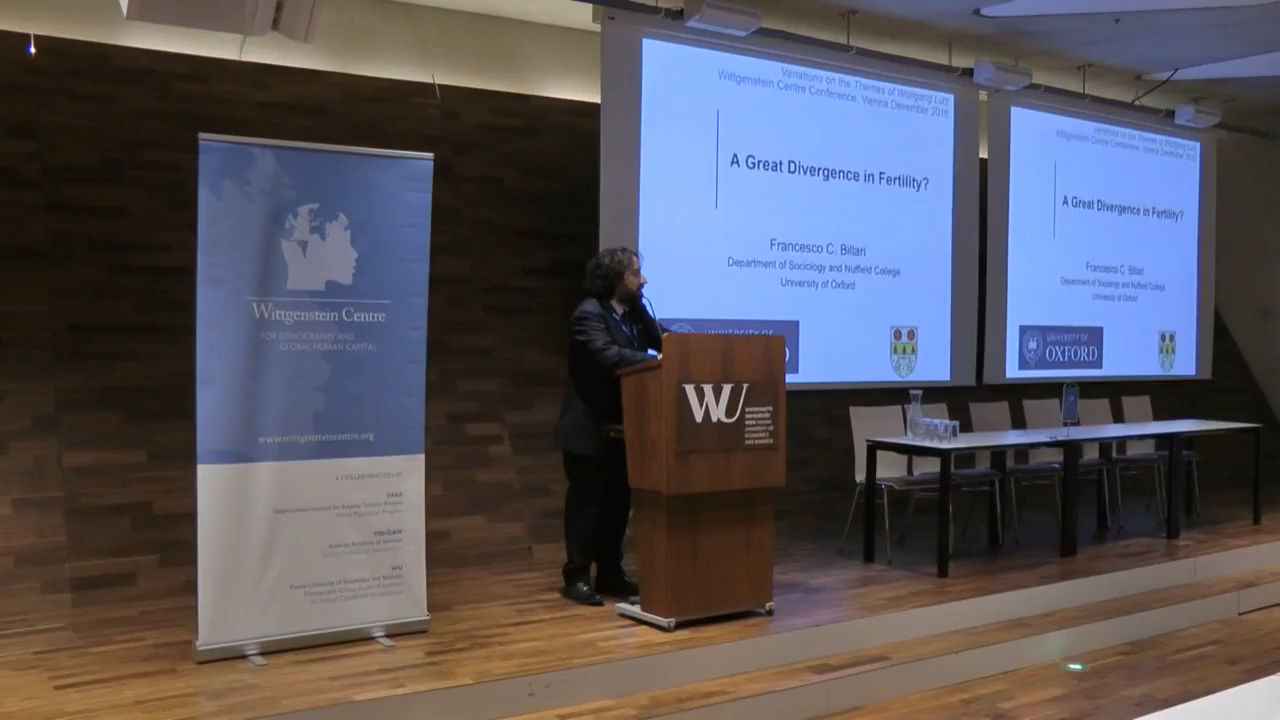 Wittgenstein Centre
FOR DEMOGRAPHY AND
GLOBAL HUMAN CAPITAL
www.wittgensteincentre.org
A COLLABORATION OF
IIASA
VID/ÖAW
WU
Variations on the Themes of Wolfgang Lutz
Wittgenstein Centre Conference, Vienna December 2016
A Great Divergence in Fertility?
Francesco C. Billari
Department of Sociology and Nuffield College
University of Oxford
UNIVERSITY OF
WU
Variations on the Themes of Wolfgang Lutz
Wittgenstein Centre Conference, Vienna December 2016
A Great Divergence in Fertility?
Francesco C. Billari
Department of Sociology and Nuffield College
University of Oxford
UNIVERSITY OF
OXFORD